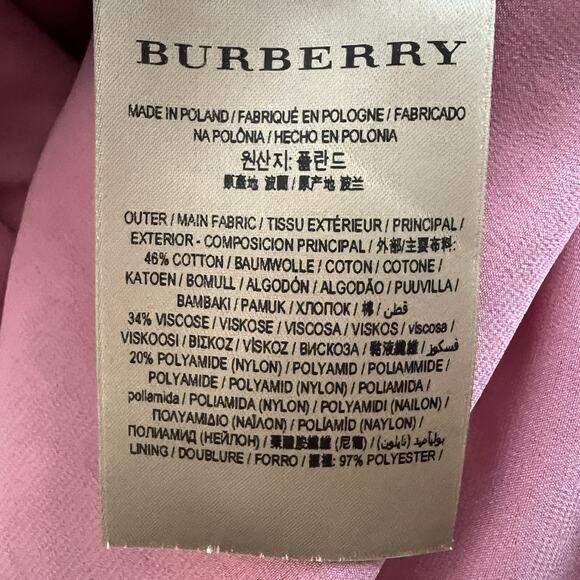 BURBERRY
MADE IN POLAND / FABRIQUÉ EN POLOGNE / FABRICADO
NA POLÔNIA / HECHO EN POLONIA
원산지: 폴란드
原產地 波蘭 / 原产地 波兰
OUTER / MAIN FABRIC / TISSU EXTÉRIEUR / PRINCIPAL /
EXTERIOR - COMPOSICION PRINCIPAL / 外部/主要布料:
46% COTTON / BAUMWOLLE / COTON / COTONE /
KATOEN / BOMULL / ALGODÓN / ALGODÃO / PUUVILLA /
BAMBAKI / PAMUK / ХЛОПОК / 棉 / قطن /
34% VISCOSE / VISKOSE / VISCOSA / VISKOS / viscosa /
VISKOOSI / ΒΙΣΚΟΖ / VİSKOZ / ВИСКОЗА / 黏液纖維 / فسكوز /
20% POLYAMIDE (NYLON) / POLYAMID / POLIAMMIDE /
POLYAMIDE / POLYAMID (NYLON) / POLIAMIDA /
poliamida / POLIAMIDA (NYLON) / POLYAMIDI (NAILON) /
ΠΟΛΥΑΜΙΔΙΟ (ΝΑΪΛΟΝ) / POLİAMİD (NAYLON) /
ПОЛИАМИД (НЕЙЛОН) / 聚醯胺纖維 (尼龍) / بولیأمید (نایلون) /
LINING / DOUBLURE / FORRO / 裏襯: 97% POLYESTER /